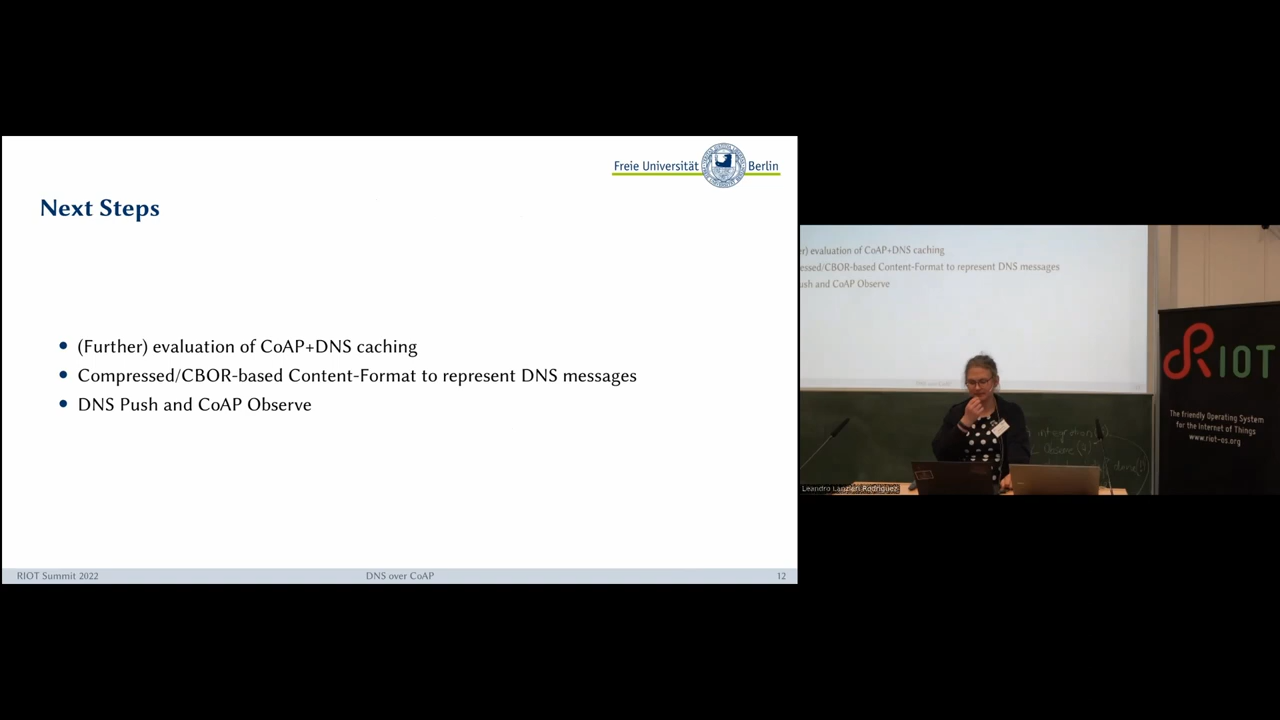 Freie Universität Berlin
Next Steps
(Further) evaluation of CoAP+DNS caching
Compressed/CBOR-based Content-Format to represent DNS messages
DNS Push and CoAP Observe
RIOT Summit 2022
DNS over CoAP
12
er) evaluation of CoAP+DNS caching
essed/CBOR-based Content-Format to represent DNS messages
ush and CoAP Observe
RIOT
The friendly Operating System
for the Internet of Things
www.riot-os.org
Leandro Lanzieri Rodriguez